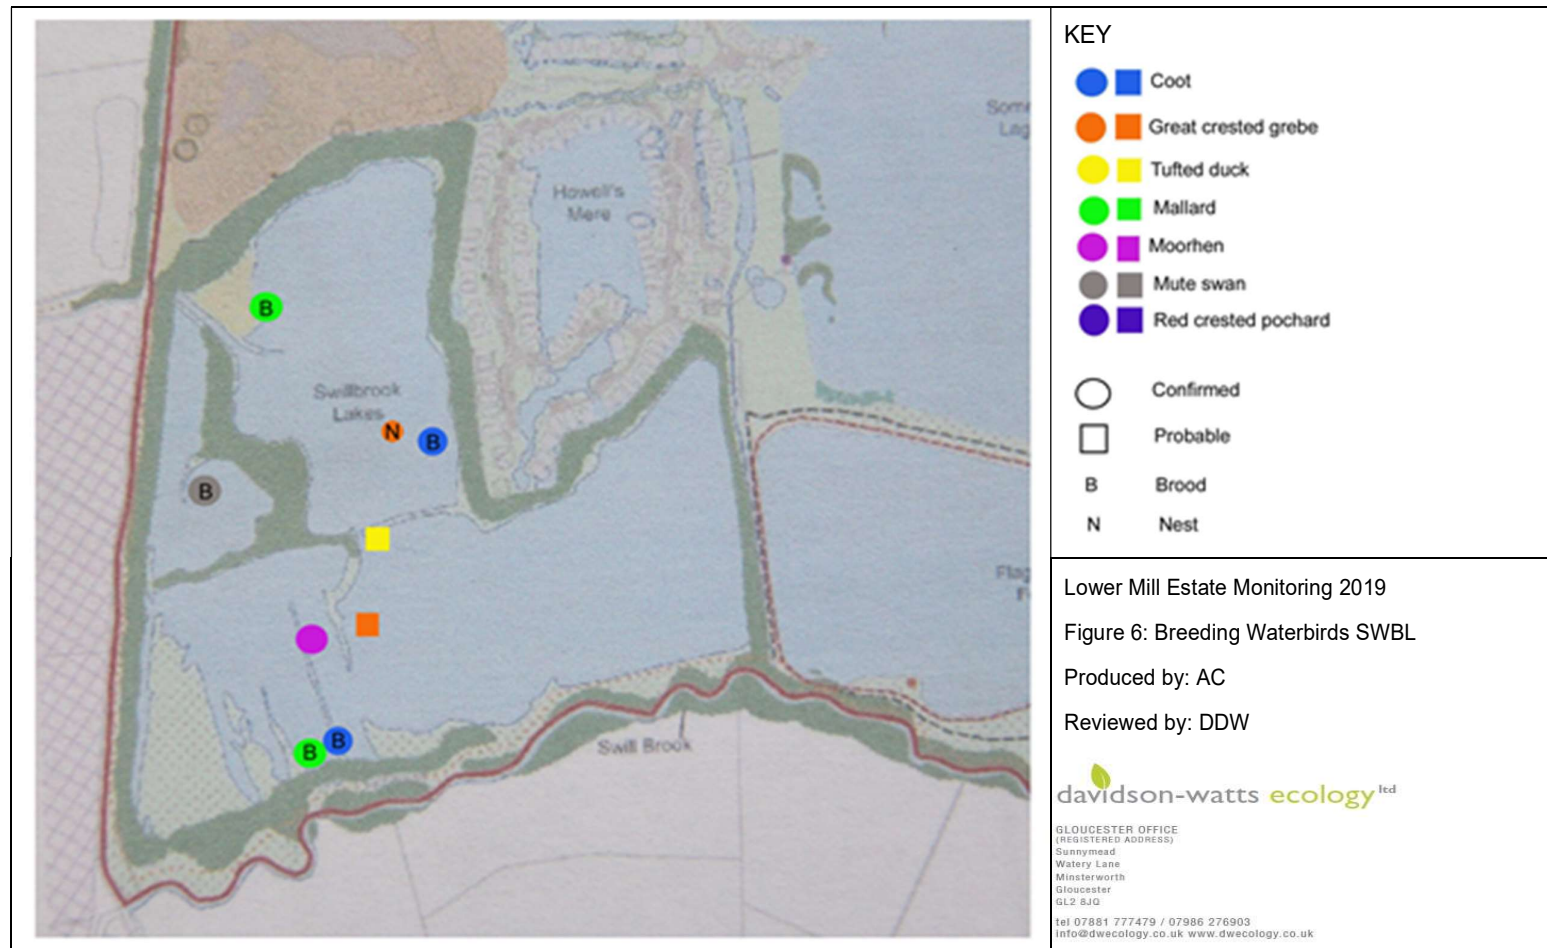 Howell's
Mere
Swillbrook
Lakes
B
N
B
B
B
B
Swill Brook
KEY
Coot
Great crested grebe
Tufted duck
Mallard
Moorhen
Mute swan
Red crested pochard
Confirmed
Probable
B Brood
N Nest
Lower Mill Estate Monitoring 2019
Figure 6: Breeding Waterbirds SWBL
Produced by: AC
Reviewed by: DDW
davidson-watts ecology ltd
GLOUCESTER OFFICE
(REGISTERED ADDRESS)
Sunnymead
Watery Lane
Minsterworth
Gloucester
GL2 8JQ
tel 07881 777479 / 07986 276903
info@dwecology.co.uk www.dwecology.co.uk